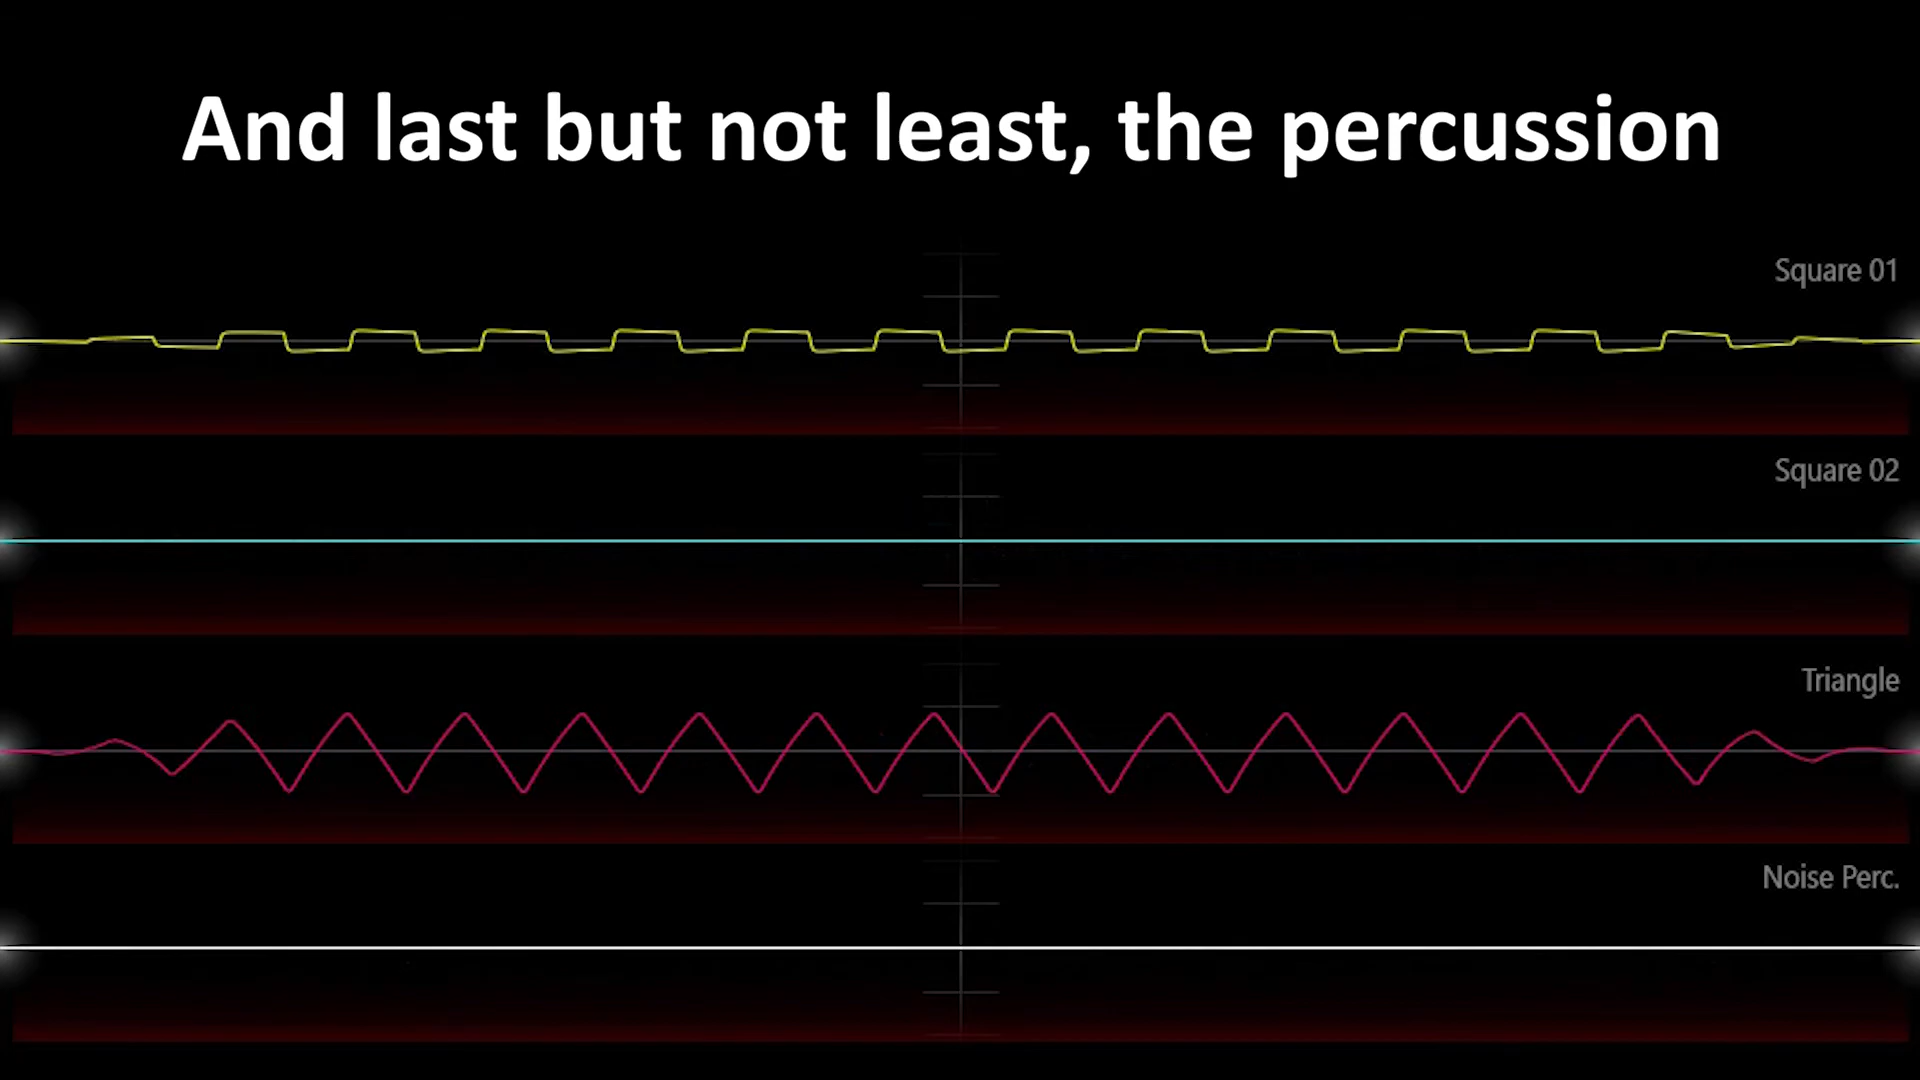 And last but not least, the percussion
Square 01
Square 02
Triangle
Noise Perc.